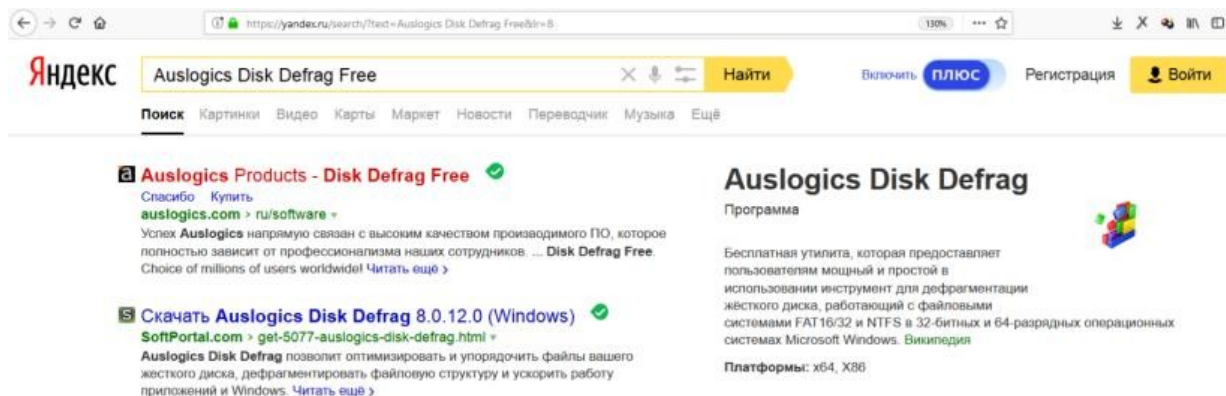 https://yandex.ru/search/?text=Auslogics Disk Defrag Free&lr=8
130%
Яндекс
Auslogics Disk Defrag Free
Найти
Включить ПЛЮС
Регистрация
Войти
Поиск Картинки Видео Карты Маркет Новости Переводчик Музыка Ещё
Auslogics Products - Disk Defrag Free
Спасибо Купить
auslogics.com > ru/software
Успех Auslogics напрямую связан с высоким качеством производимого ПО, которое
полностью зависит от профессионализма наших сотрудников. ... Disk Defrag Free.
Choice of millions of users worldwide! Читать ещё >
Скачать Auslogics Disk Defrag 8.0.12.0 (Windows)
SoftPortal.com > get-5077-auslogics-disk-defrag.html
Auslogics Disk Defrag позволит оптимизировать и упорядочить файлы вашего
жесткого диска, дефрагментировать файловую структуру и ускорить работу
приложений и Windows. Читать ещё >
Auslogics Disk Defrag
Программа
Бесплатная утилита, которая предоставляет
пользователям мощный и простой в
использовании инструмент для дефрагментации
жёсткого диска, работающий с файловыми
системами FAT16/32 и NTFS в 32-битных и 64-разрядных операционных
системах Microsoft Windows. Википедия
Платформы: x64, X86